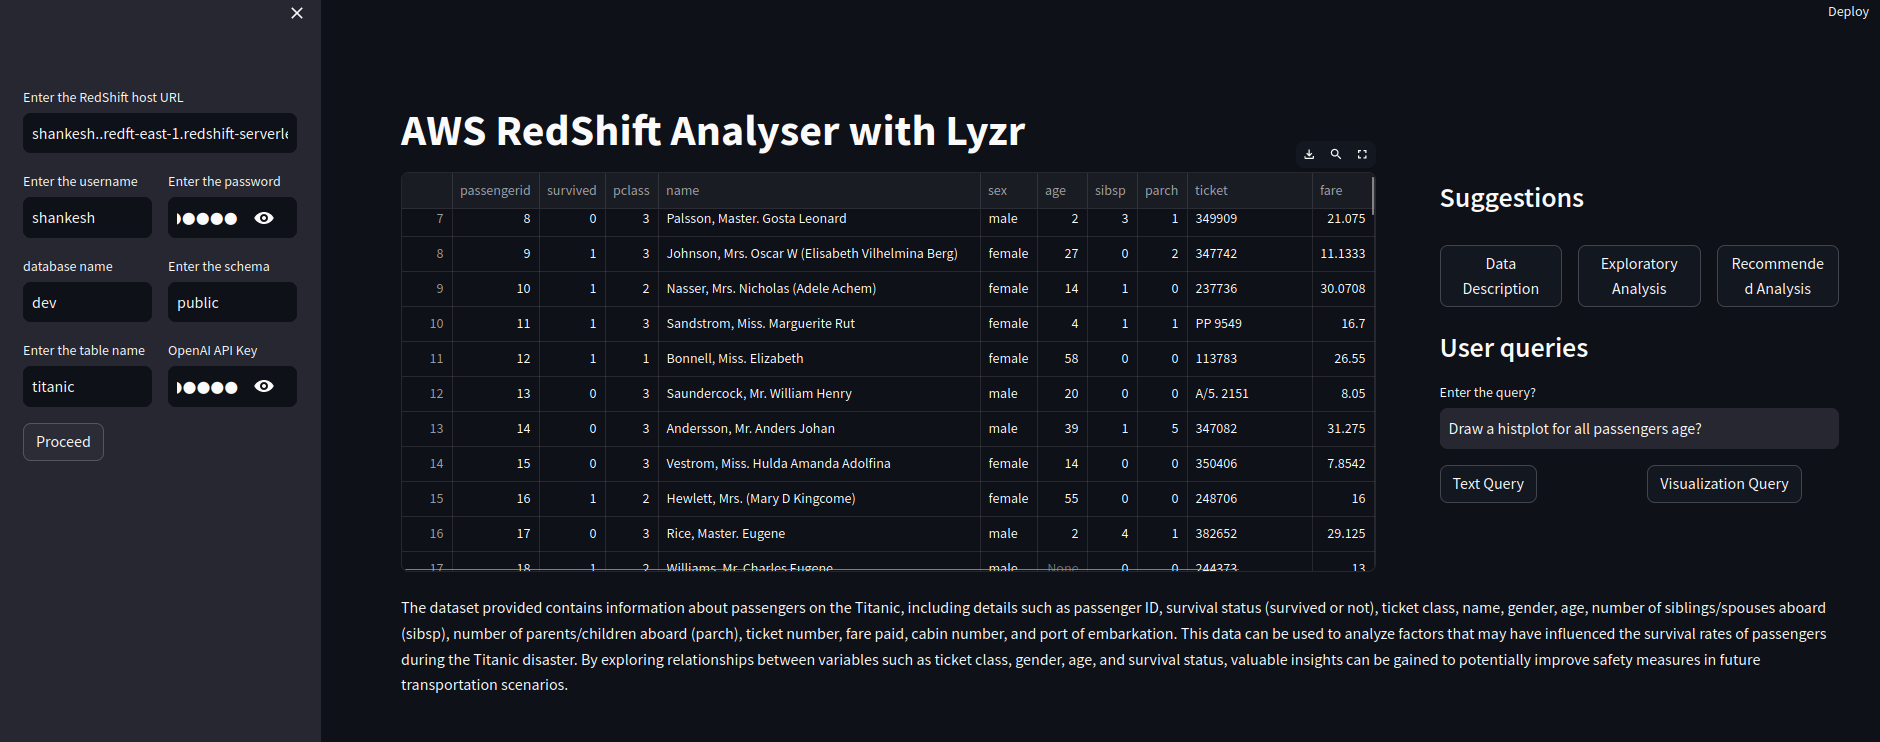 Deploy
Enter the RedShift host URL
shankesh..redft-east-1.redshift-serverle
Enter the username
Enter the password
shankesh
database name
Enter the schema
dev
public
Enter the table name
OpenAI API Key
titanic
Proceed
AWS RedShift Analyser with Lyzr
passengerid survived pclass name sex age sibsp parch ticket fare
7 8 0 3 Palsson, Master. Gosta Leonard male 2 3 1 349909 21.075
8 9 1 3 Johnson, Mrs. Oscar W (Elisabeth Vilhelmina Berg) female 27 0 2 347742 11.1333
9 10 1 2 Nasser, Mrs. Nicholas (Adele Achem) female 14 1 0 237736 30.0708
10 11 1 3 Sandstrom, Miss. Marguerite Rut female 4 1 1 PP 9549 16.7
11 12 1 1 Bonnell, Miss. Elizabeth female 58 0 0 113783 26.55
12 13 0 3 Saundercock, Mr. William Henry male 20 0 0 A/5. 2151 8.05
13 14 0 3 Andersson, Mr. Anders Johan male 39 1 5 347082 31.275
14 15 0 3 Vestrom, Miss. Hulda Amanda Adolfina female 14 0 0 350406 7.8542
15 16 1 2 Hewlett, Mrs. (Mary D Kingcome) female 55 0 0 248706 16
16 17 0 3 Rice, Master. Eugene male 2 4 1 382652 29.125
17 18 1 2 Williams, Mr. Charles Eugene male None 0 0 244373 13
The dataset provided contains information about passengers on the Titanic, including details such as passenger ID, survival status (survived or not), ticket class, name, gender, age, number of siblings/spouses aboard
(sibsp), number of parents/children aboard (parch), ticket number, fare paid, cabin number, and port of embarkation. This data can be used to analyze factors that may have influenced the survival rates of passengers
during the Titanic disaster. By exploring relationships between variables such as ticket class, gender, age, and survival status, valuable insights can be gained to potentially improve safety measures in future
transportation scenarios.
Suggestions
Data
Description
Exploratory
Analysis
Recommende
d Analysis
User queries
Enter the query?
Draw a histplot for all passengers age?
Text Query
Visualization Query